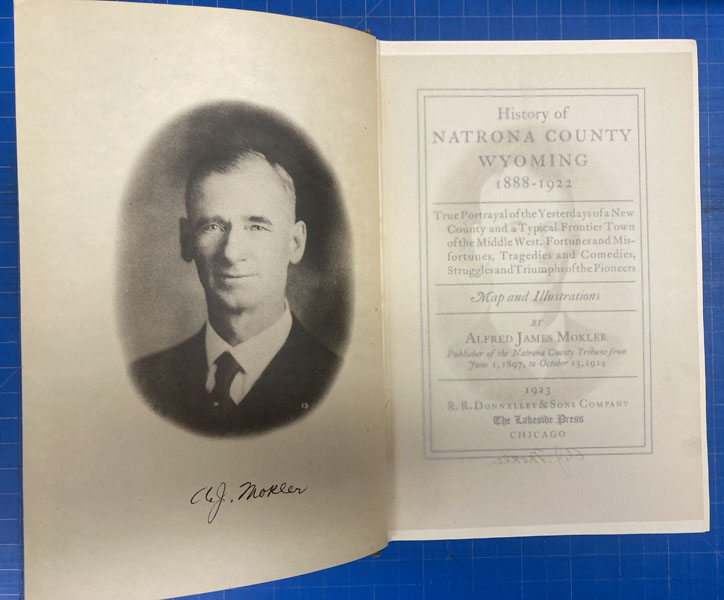 A.J. Mokler
History of
NATRONA COUNTY
WYOMING
1888-1922
True Portrayal of the Yesterdays of a New
County and a Typical Frontier Town
of the Middle West. Fortunes and Mis-
fortunes, Tragedies and Comedies,
Struggles and Triumphs of the Pioneers
Map and Illustrations
BY
ALFRED JAMES MOKLER
Publisher of the Natrona County Tribune from
June 1, 1897, to October 15, 1914
1923
R. R. DONNELLEY & SONS COMPANY
The Lakeside Press
CHICAGO